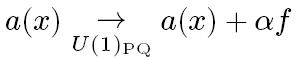 a(x) → a(x) + αf
U(1)PQ